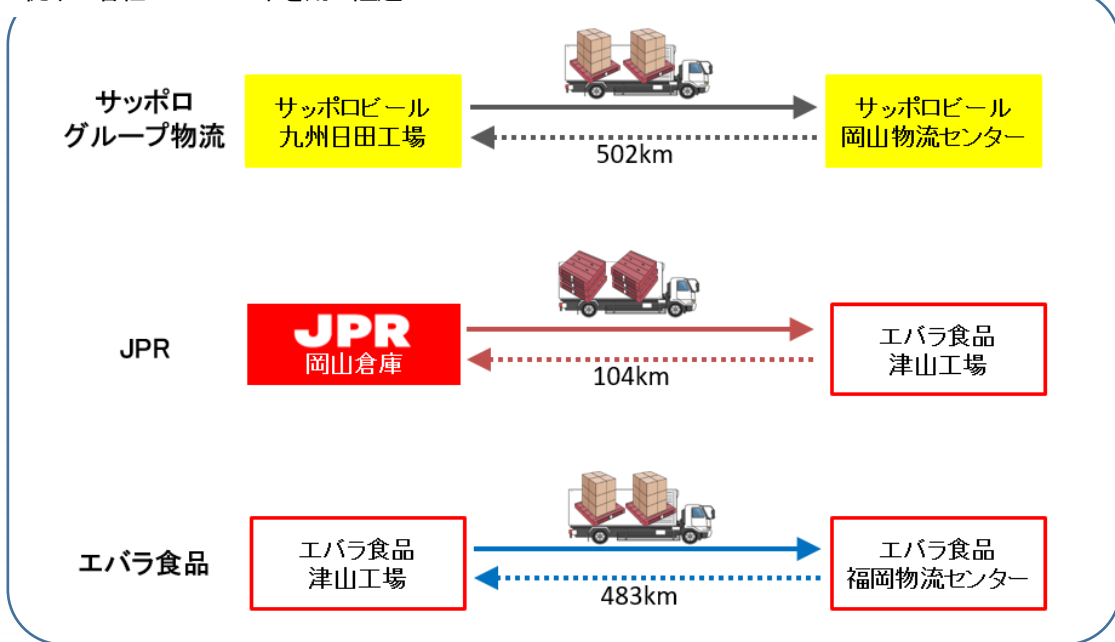 サッポロ
グループ物流
サッポロビール
九州日田工場
502km
サッポロビール
岡山物流センター
JPR
JPR
岡山倉庫
104km
エバラ食品
津山工場
エバラ食品
エバラ食品
津山工場
483km
エバラ食品
福岡物流センター